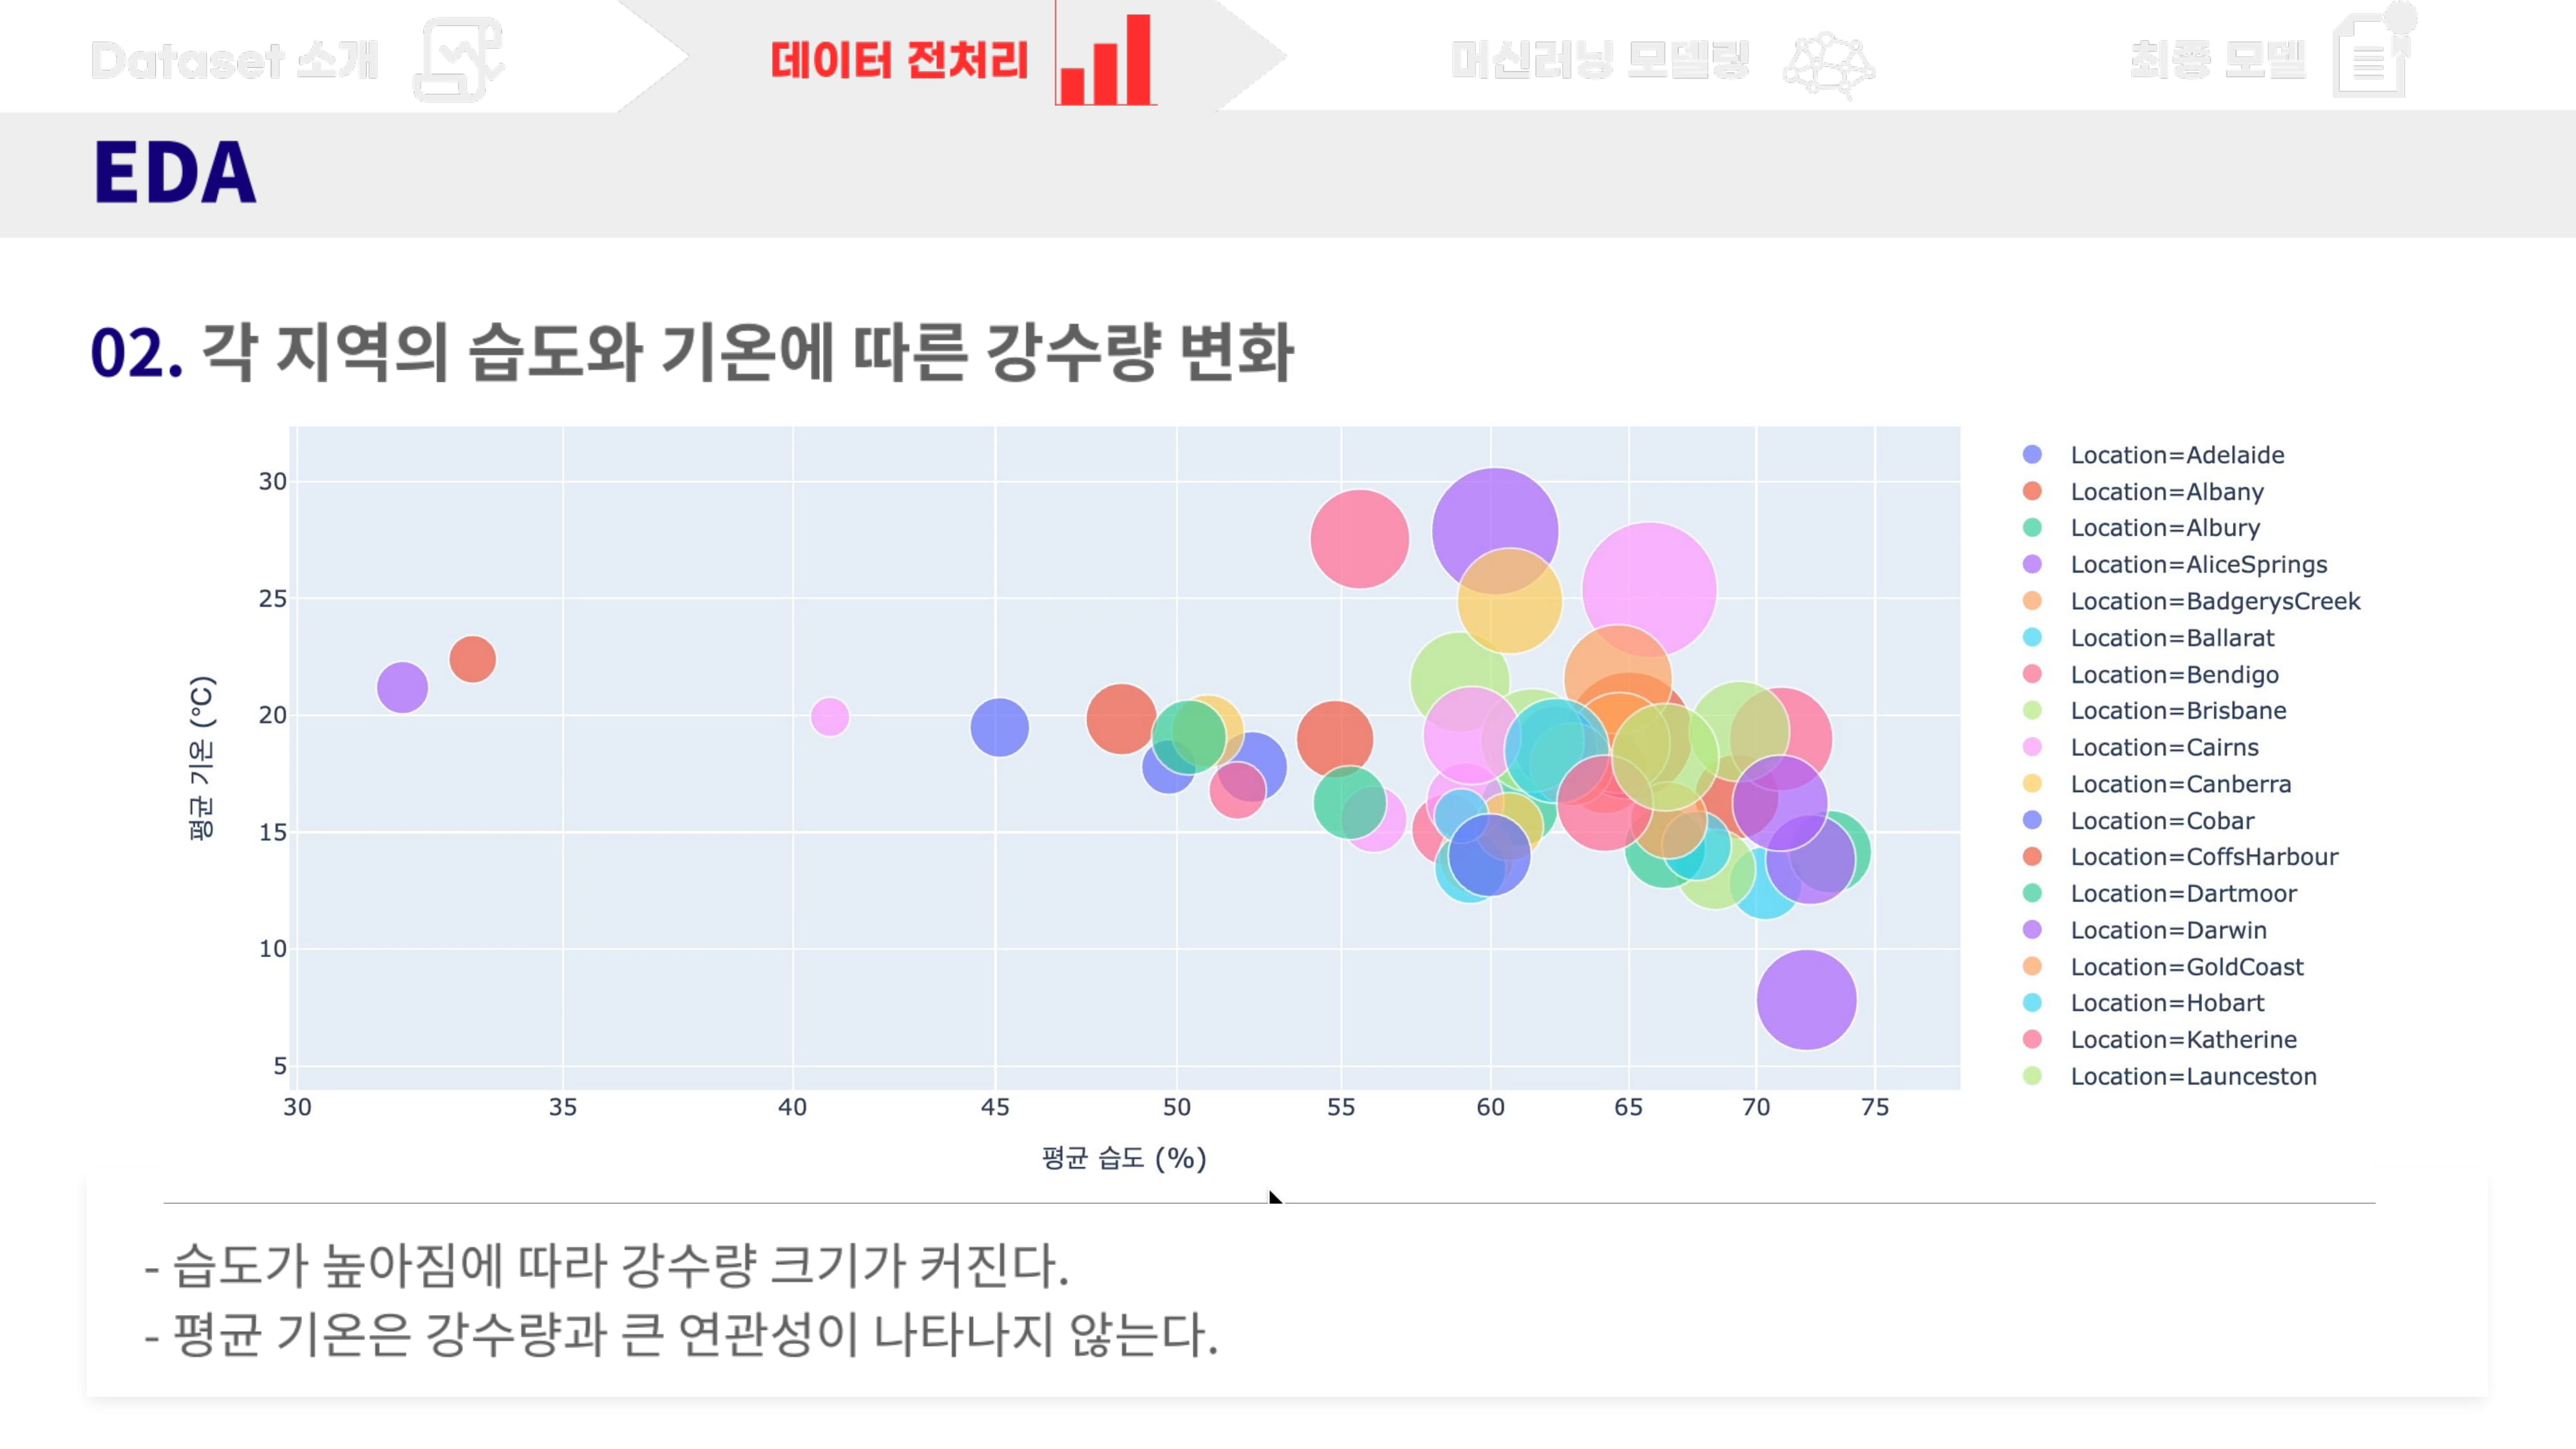 Dataset 소개
데이터 전처리
머신러닝 모델링
최종 모델
EDA
02. 각 지역의 습도와 기온에 따른 강수량 변화
30
25
20
15
10
5
평균 기온 (°C)
30 35 40 45 50 55 60 65 70 75
평균 습도 (%)
Location=Adelaide
Location=Albany
Location=Albury
Location=AliceSprings
Location=BadgerysCreek
Location=Ballarat
Location=Bendigo
Location=Brisbane
Location=Cairns
Location=Canberra
Location=Cobar
Location=CoffsHarbour
Location=Dartmoor
Location=Darwin
Location=GoldCoast
Location=Hobart
Location=Katherine
Location=Launceston
- 습도가 높아짐에 따라 강수량 크기가 커진다.
- 평균 기온은 강수량과 큰 연관성이 나타나지 않는다.